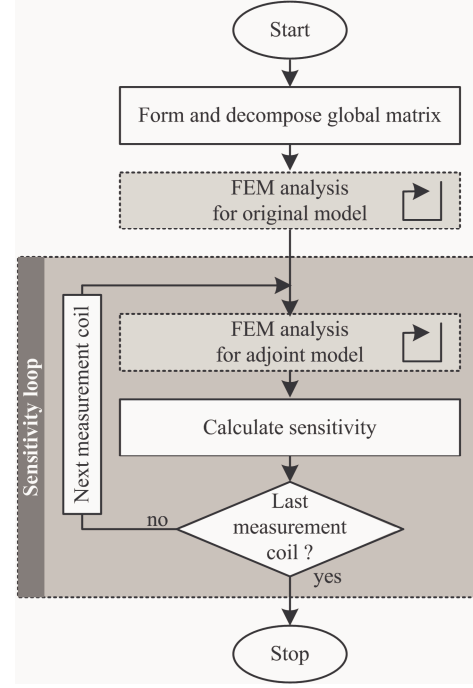 Start
Form and decompose global matrix
FEM analysis
for original model
Sensitivity loop
Next measurement coil
FEM analysis
for adjoint model
Calculate sensitivity
Last
measurement
coil ?
no
yes
Stop